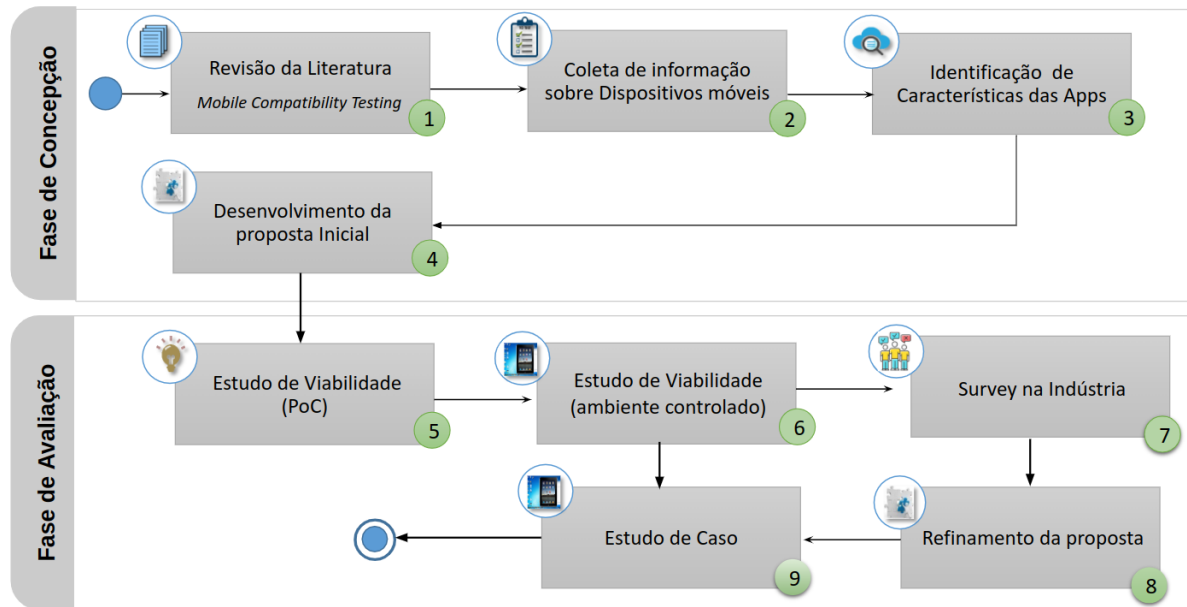 Fase de Concepção
Revisão da Literatura
Mobile Compatibility Testing
1
Coleta de informação
sobre Dispositivos móveis
2
Identificação de
Características das Apps
3
Desenvolvimento da
proposta Inicial
4
Fase de Avaliação
Estudo de Viabilidade
(PoC)
5
Estudo de Viabilidade
(ambiente controlado)
6
Survey na Indústria
7
Refinamento da proposta
8
Estudo de Caso
9